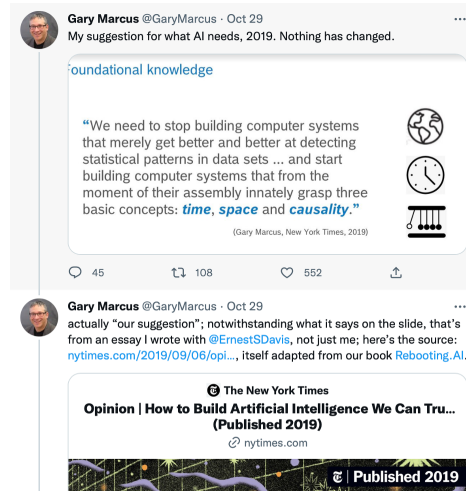 Gary Marcus @GaryMarcus · Oct 29 ...
My suggestion for what AI needs, 2019. Nothing has changed.
oundational knowledge
“We need to stop building computer systems
that merely get better and better at detecting
statistical patterns in data sets ... and start
building computer systems that from the
moment of their assembly innately grasp three
basic concepts: time, space and causality.”
(Gary Marcus, New York Times, 2019)
45 108 552
Gary Marcus @GaryMarcus · Oct 29 ...
actually “our suggestion”; notwithstanding what it says on the slide, that’s
from an essay I wrote with @ErnestSDavis, not just me; here’s the source:
nytimes.com/2019/09/06/opi..., itself adapted from our book Rebooting.AI.
The New York Times
Opinion | How to Build Artificial Intelligence We Can Tru...
(Published 2019)
nytimes.com
T | Published 2019